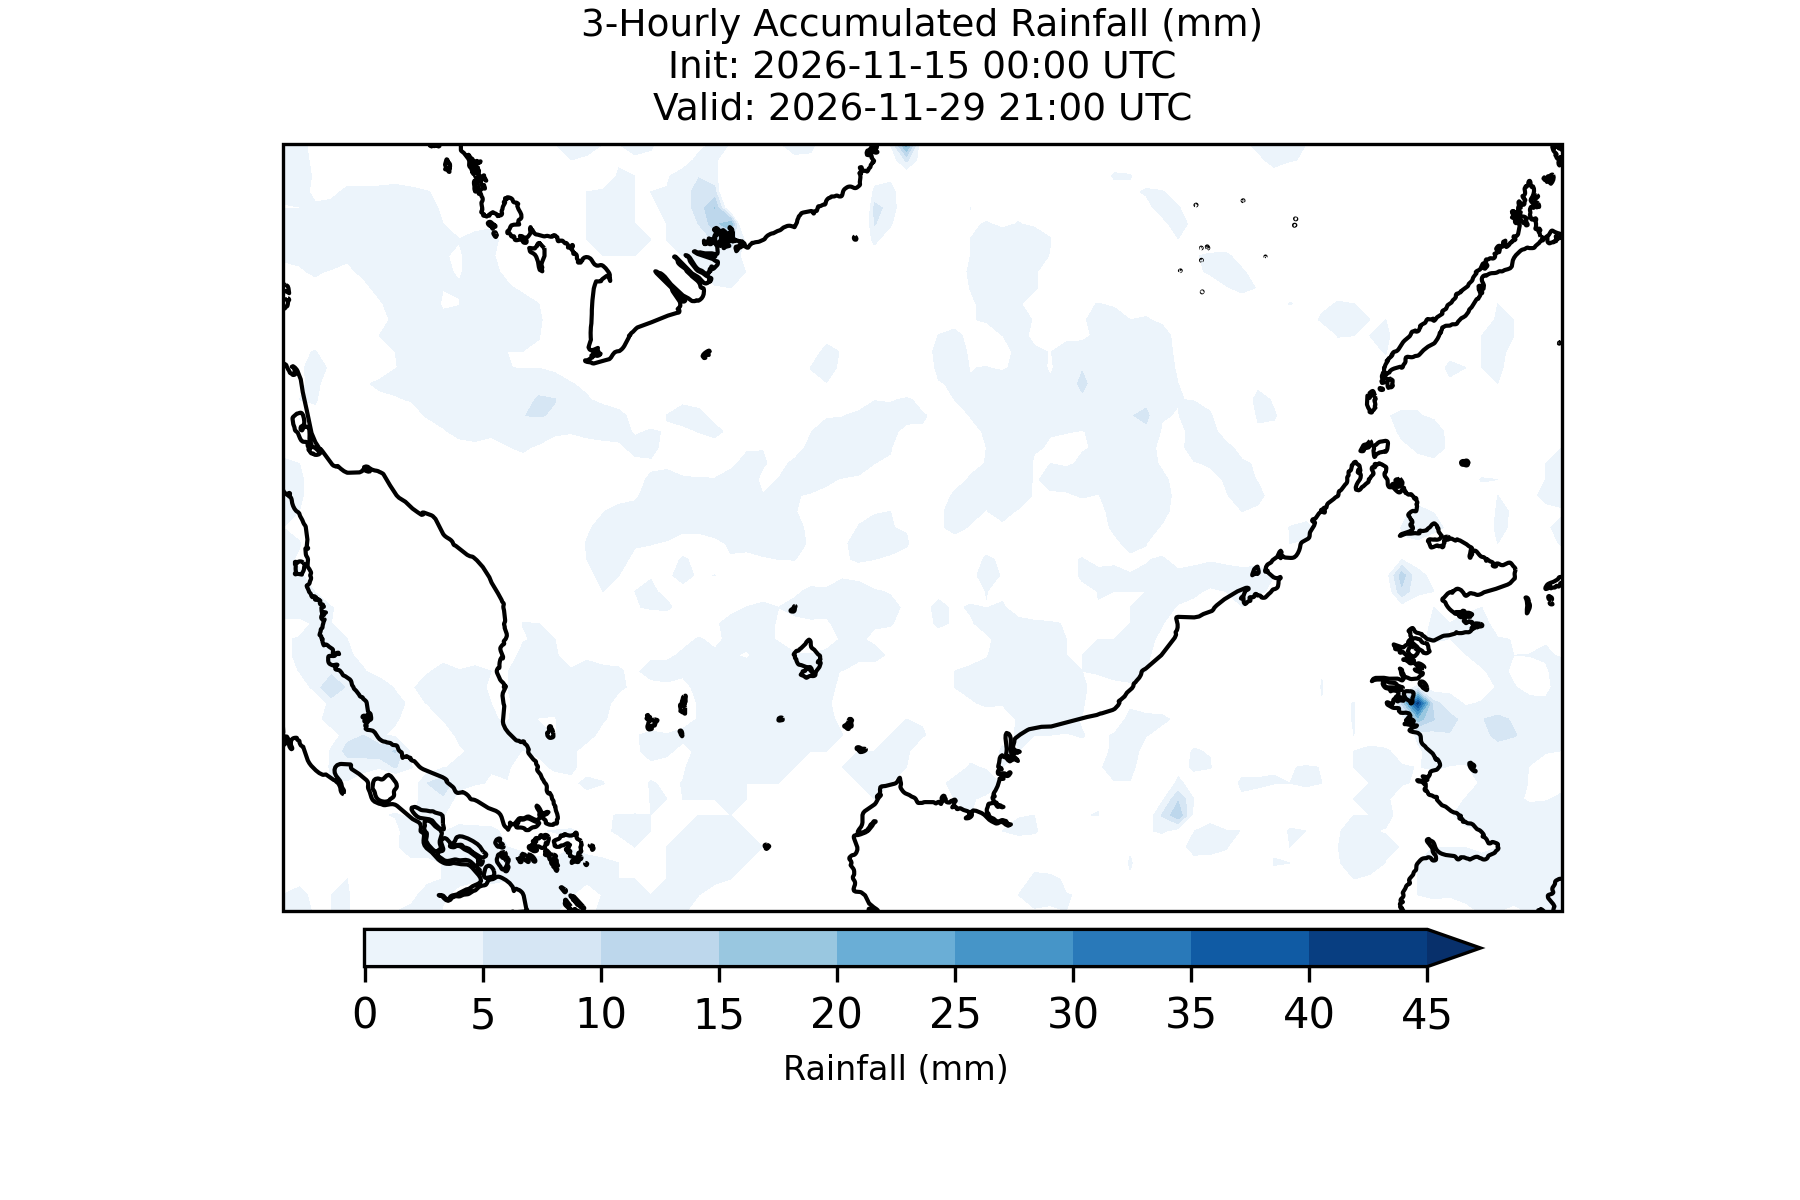 3-Hourly Accumulated Rainfall (mm)
Init: 2026-11-15 00:00 UTC
Valid: 2026-11-29 21:00 UTC
0 5 10 15 20 25 30 35 40 45
Rainfall (mm)